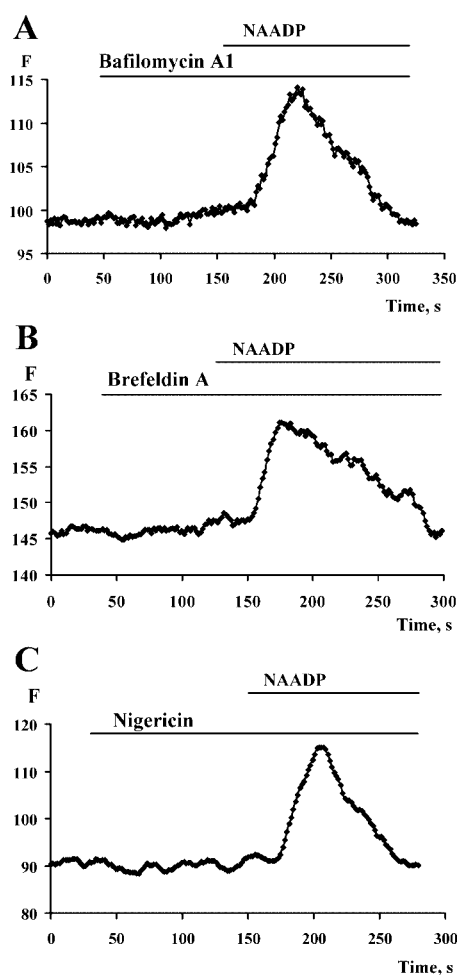 A
NAADP
F
Bafilomycin A1
115
110
105
100
95
0 50 100 150 200 250 300 350
Time, s
B
NAADP
F
Brefeldin A
165
160
155
150
145
140
0 50 100 150 200 250 300
Time, s
C
NAADP
F
Nigericin
120
110
100
90
80
0 50 100 150 200 250 300
Time, s